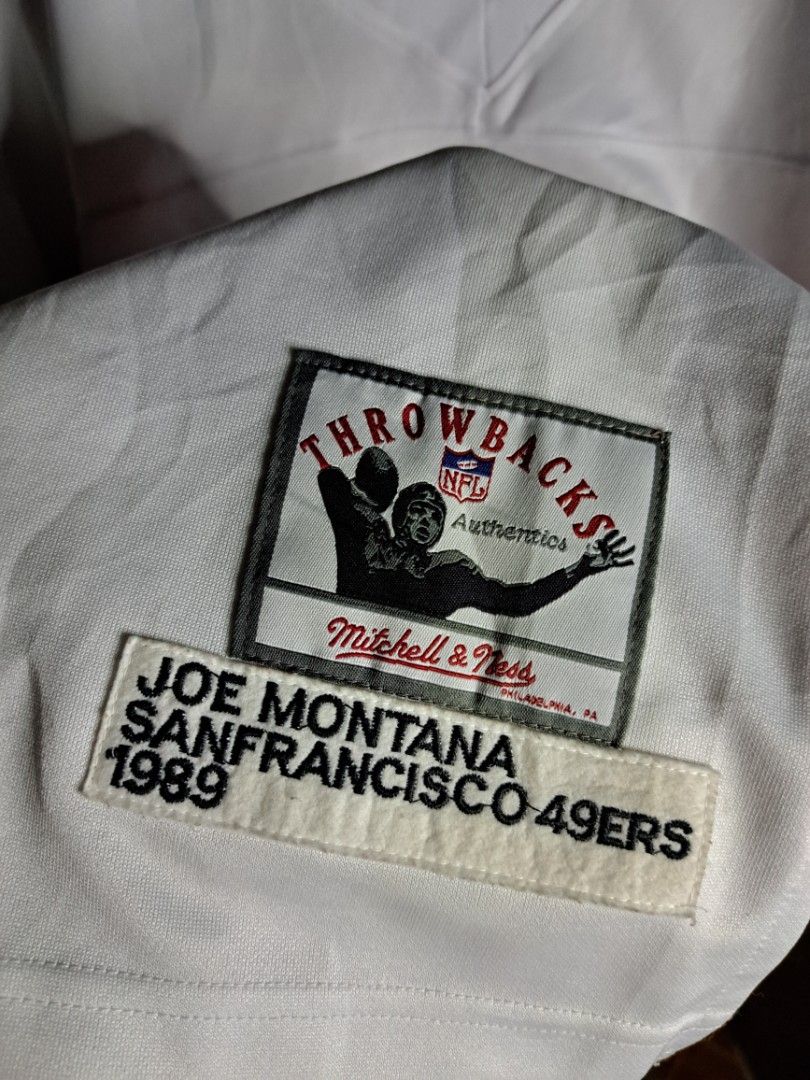 THROWBACKS
NFL
Authentics
Mitchell & Ness
PHILADELPHIA, PA
JOE MONTANA
SANFRANCISCO 49ERS
1989